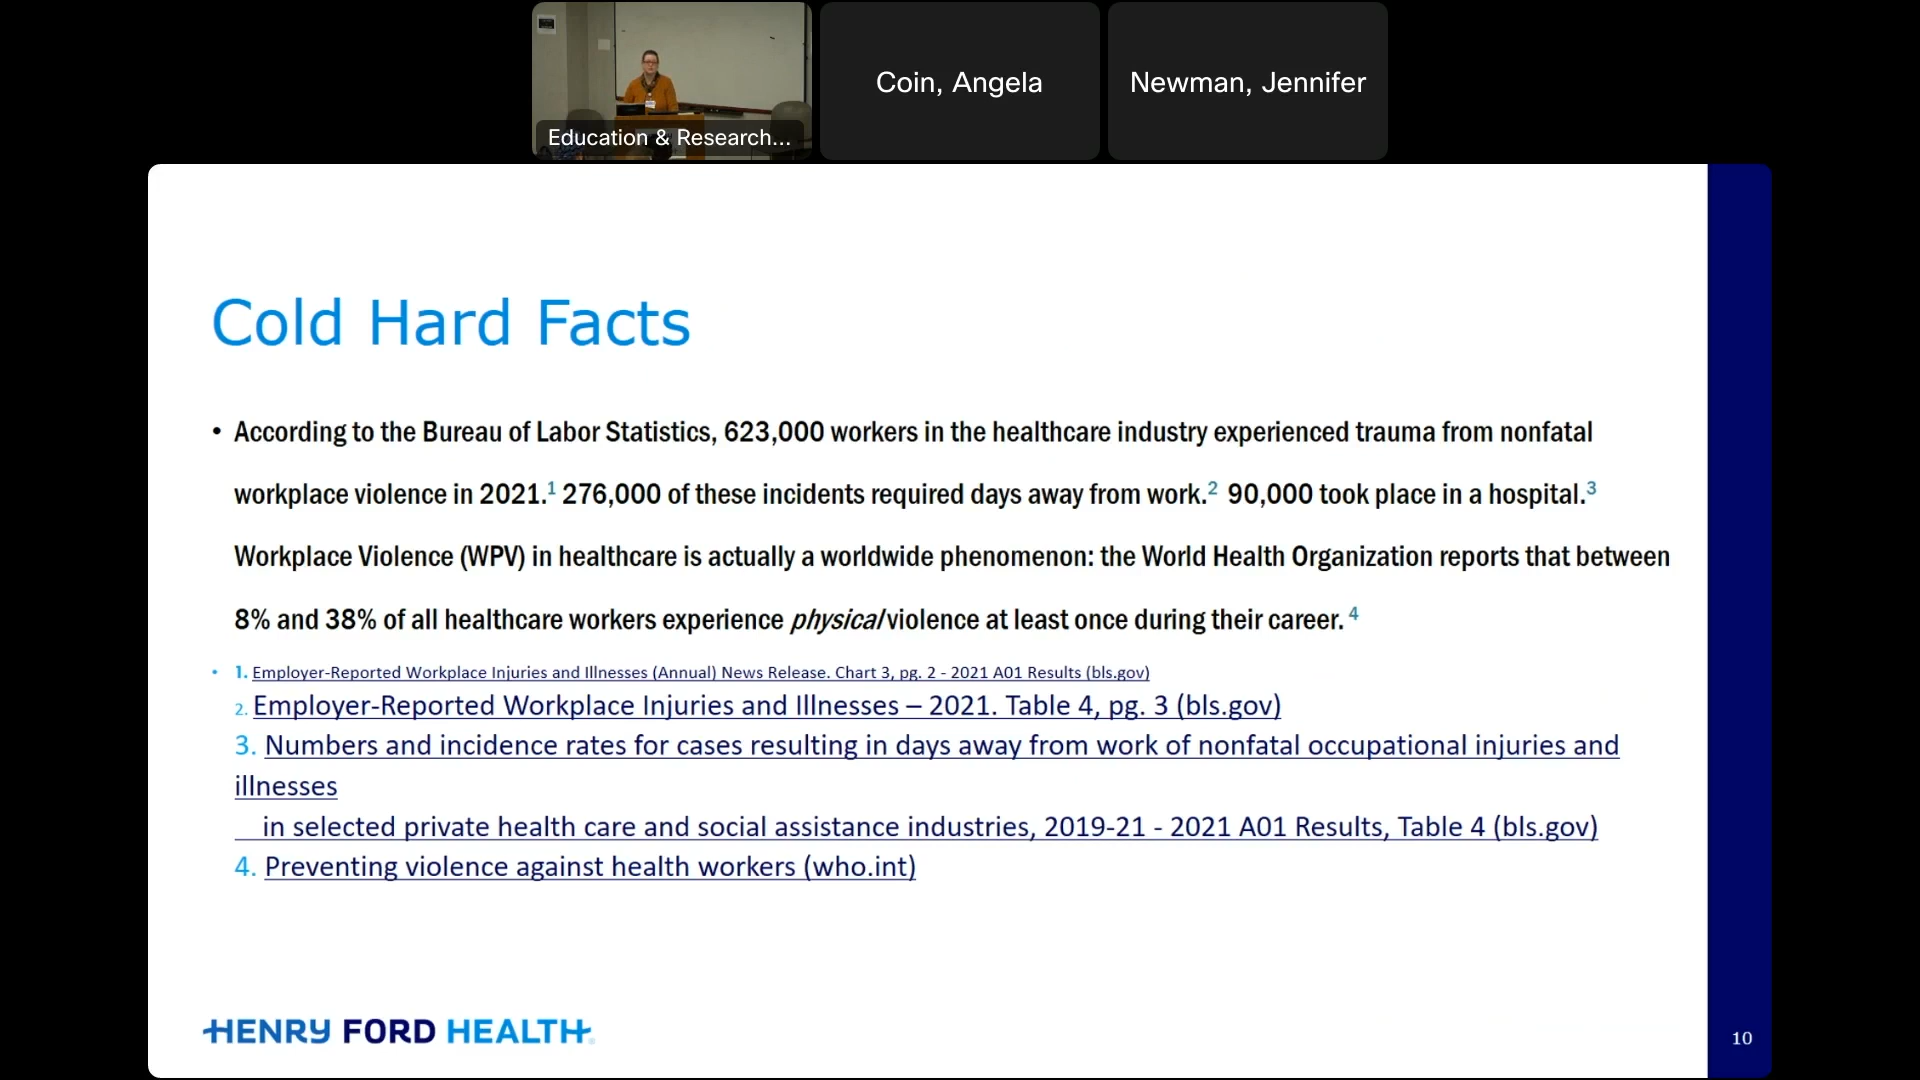 Education & Research...
Coin, Angela
Newman, Jennifer
Cold Hard Facts
• According to the Bureau of Labor Statistics, 623,000 workers in the healthcare industry experienced trauma from nonfatal
workplace violence in 2021.1 276,000 of these incidents required days away from work.2 90,000 took place in a hospital.3
Workplace Violence (WPV) in healthcare is actually a worldwide phenomenon: the World Health Organization reports that between
8% and 38% of all healthcare workers experience physical violence at least once during their career. 4
• 1. Employer-Reported Workplace Injuries and Illnesses (Annual) News Release. Chart 3, pg. 2 - 2021 A01 Results (bls.gov)
2. Employer-Reported Workplace Injuries and Illnesses – 2021. Table 4, pg. 3 (bls.gov)
3. Numbers and incidence rates for cases resulting in days away from work of nonfatal occupational injuries and
illnesses
in selected private health care and social assistance industries, 2019-21 - 2021 A01 Results, Table 4 (bls.gov)
4. Preventing violence against health workers (who.int)
HENRY FORD HEALTH
10